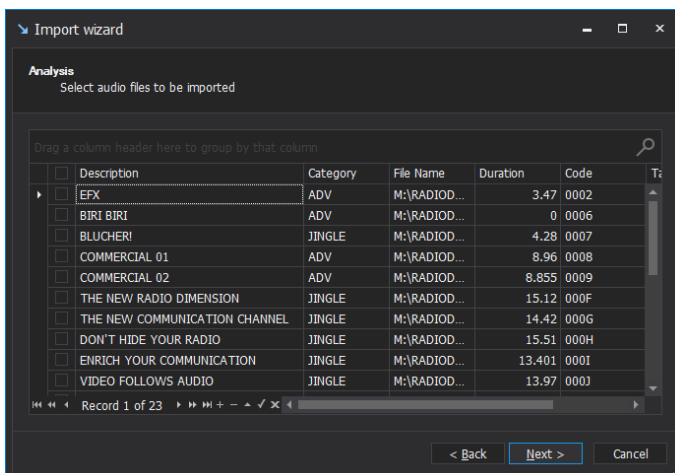 Import wizard
Analysis
Select audio files to be imported
Drag a column header here to group by that column
Description Category File Name Duration Code Ta
EFX ADV M:\RADIOD... 3.47 0002
BIRI BIRI ADV M:\RADIOD... 0 0006
BLUCHER! JINGLE M:\RADIOD... 4.28 0007
COMMERCIAL 01 ADV M:\RADIOD... 8.96 0008
COMMERCIAL 02 ADV M:\RADIOD... 8.855 0009
THE NEW RADIO DIMENSION JINGLE M:\RADIOD... 15.12 000F
THE NEW COMMUNICATION CHANNEL JINGLE M:\RADIOD... 14.42 000G
DON'T HIDE YOUR RADIO JINGLE M:\RADIOD... 15.51 000H
ENRICH YOUR COMMUNICATION JINGLE M:\RADIOD... 13.401 000I
VIDEO FOLLOWS AUDIO JINGLE M:\RADIOD... 13.97 000J
Record 1 of 23
< Back Next > Cancel